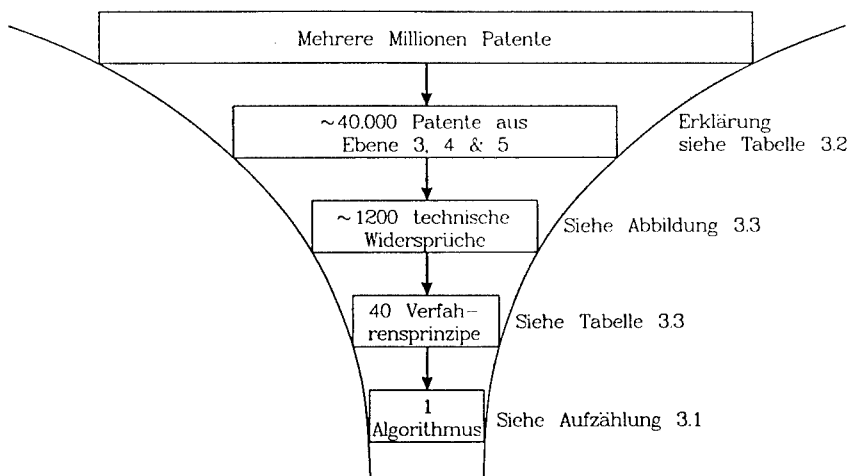 Mehrere Millionen Patente
~40.000 Patente aus
Ebene 3, 4 & 5
Erklärung
siehe Tabelle 3.2
~1200 technische
Widersprüche
Siehe Abbildung 3.3
40 Verfah-
rensprinzipe
Siehe Tabelle 3.3
1
Algorithmus
Siehe Aufzählung 3.1